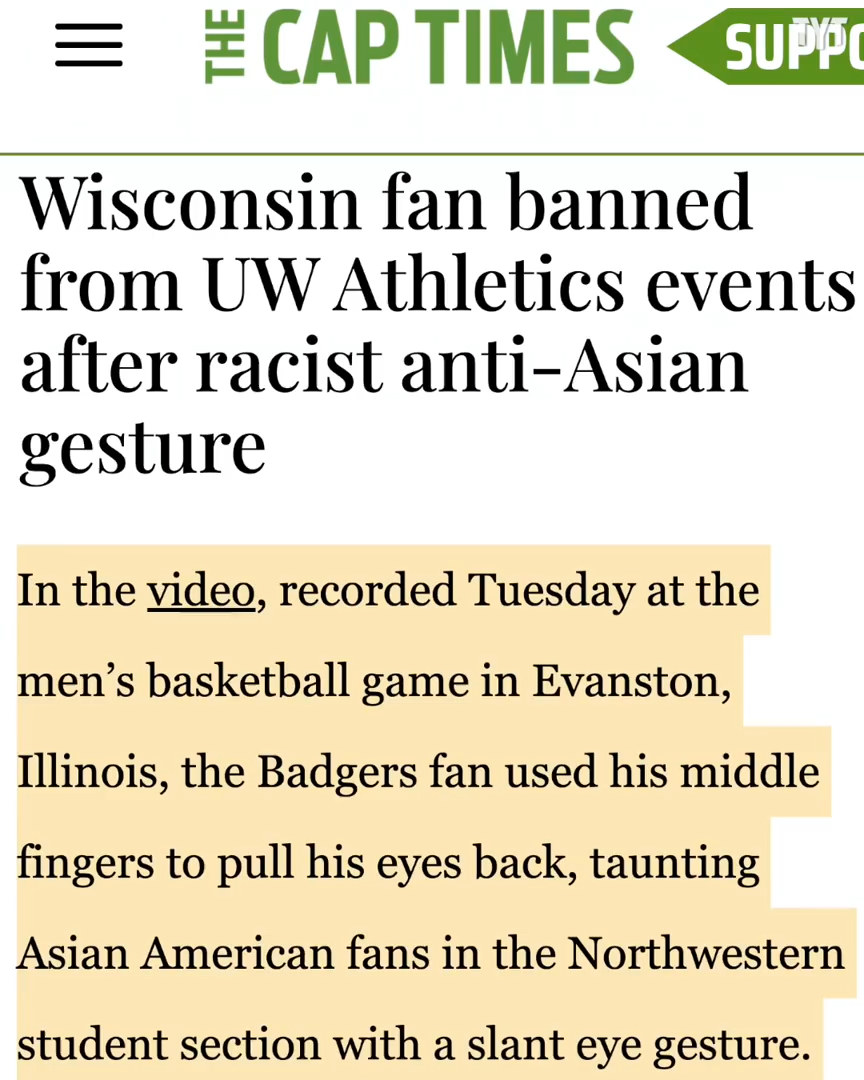 THE CAP TIMES
SUPPO
TYT
Wisconsin fan banned
from UW Athletics events
after racist anti-Asian
gesture
In the video, recorded Tuesday at the
men’s basketball game in Evanston,
Illinois, the Badgers fan used his middle
fingers to pull his eyes back, taunting
Asian American fans in the Northwestern
student section with a slant eye gesture.